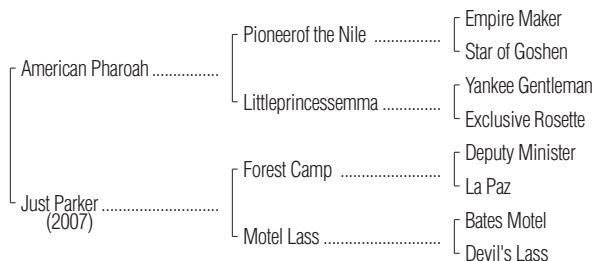 Empire Maker
Pioneerof the Nile ................
Star of Goshen
American Pharoah ...............
Yankee Gentleman
Littleprincessemma .............
Exclusive Rosette
Deputy Minister
Forest Camp ....................
La Paz
Just Parker ..........................
(2007)
Bates Motel
Motel Lass ..........................
Devil's Lass